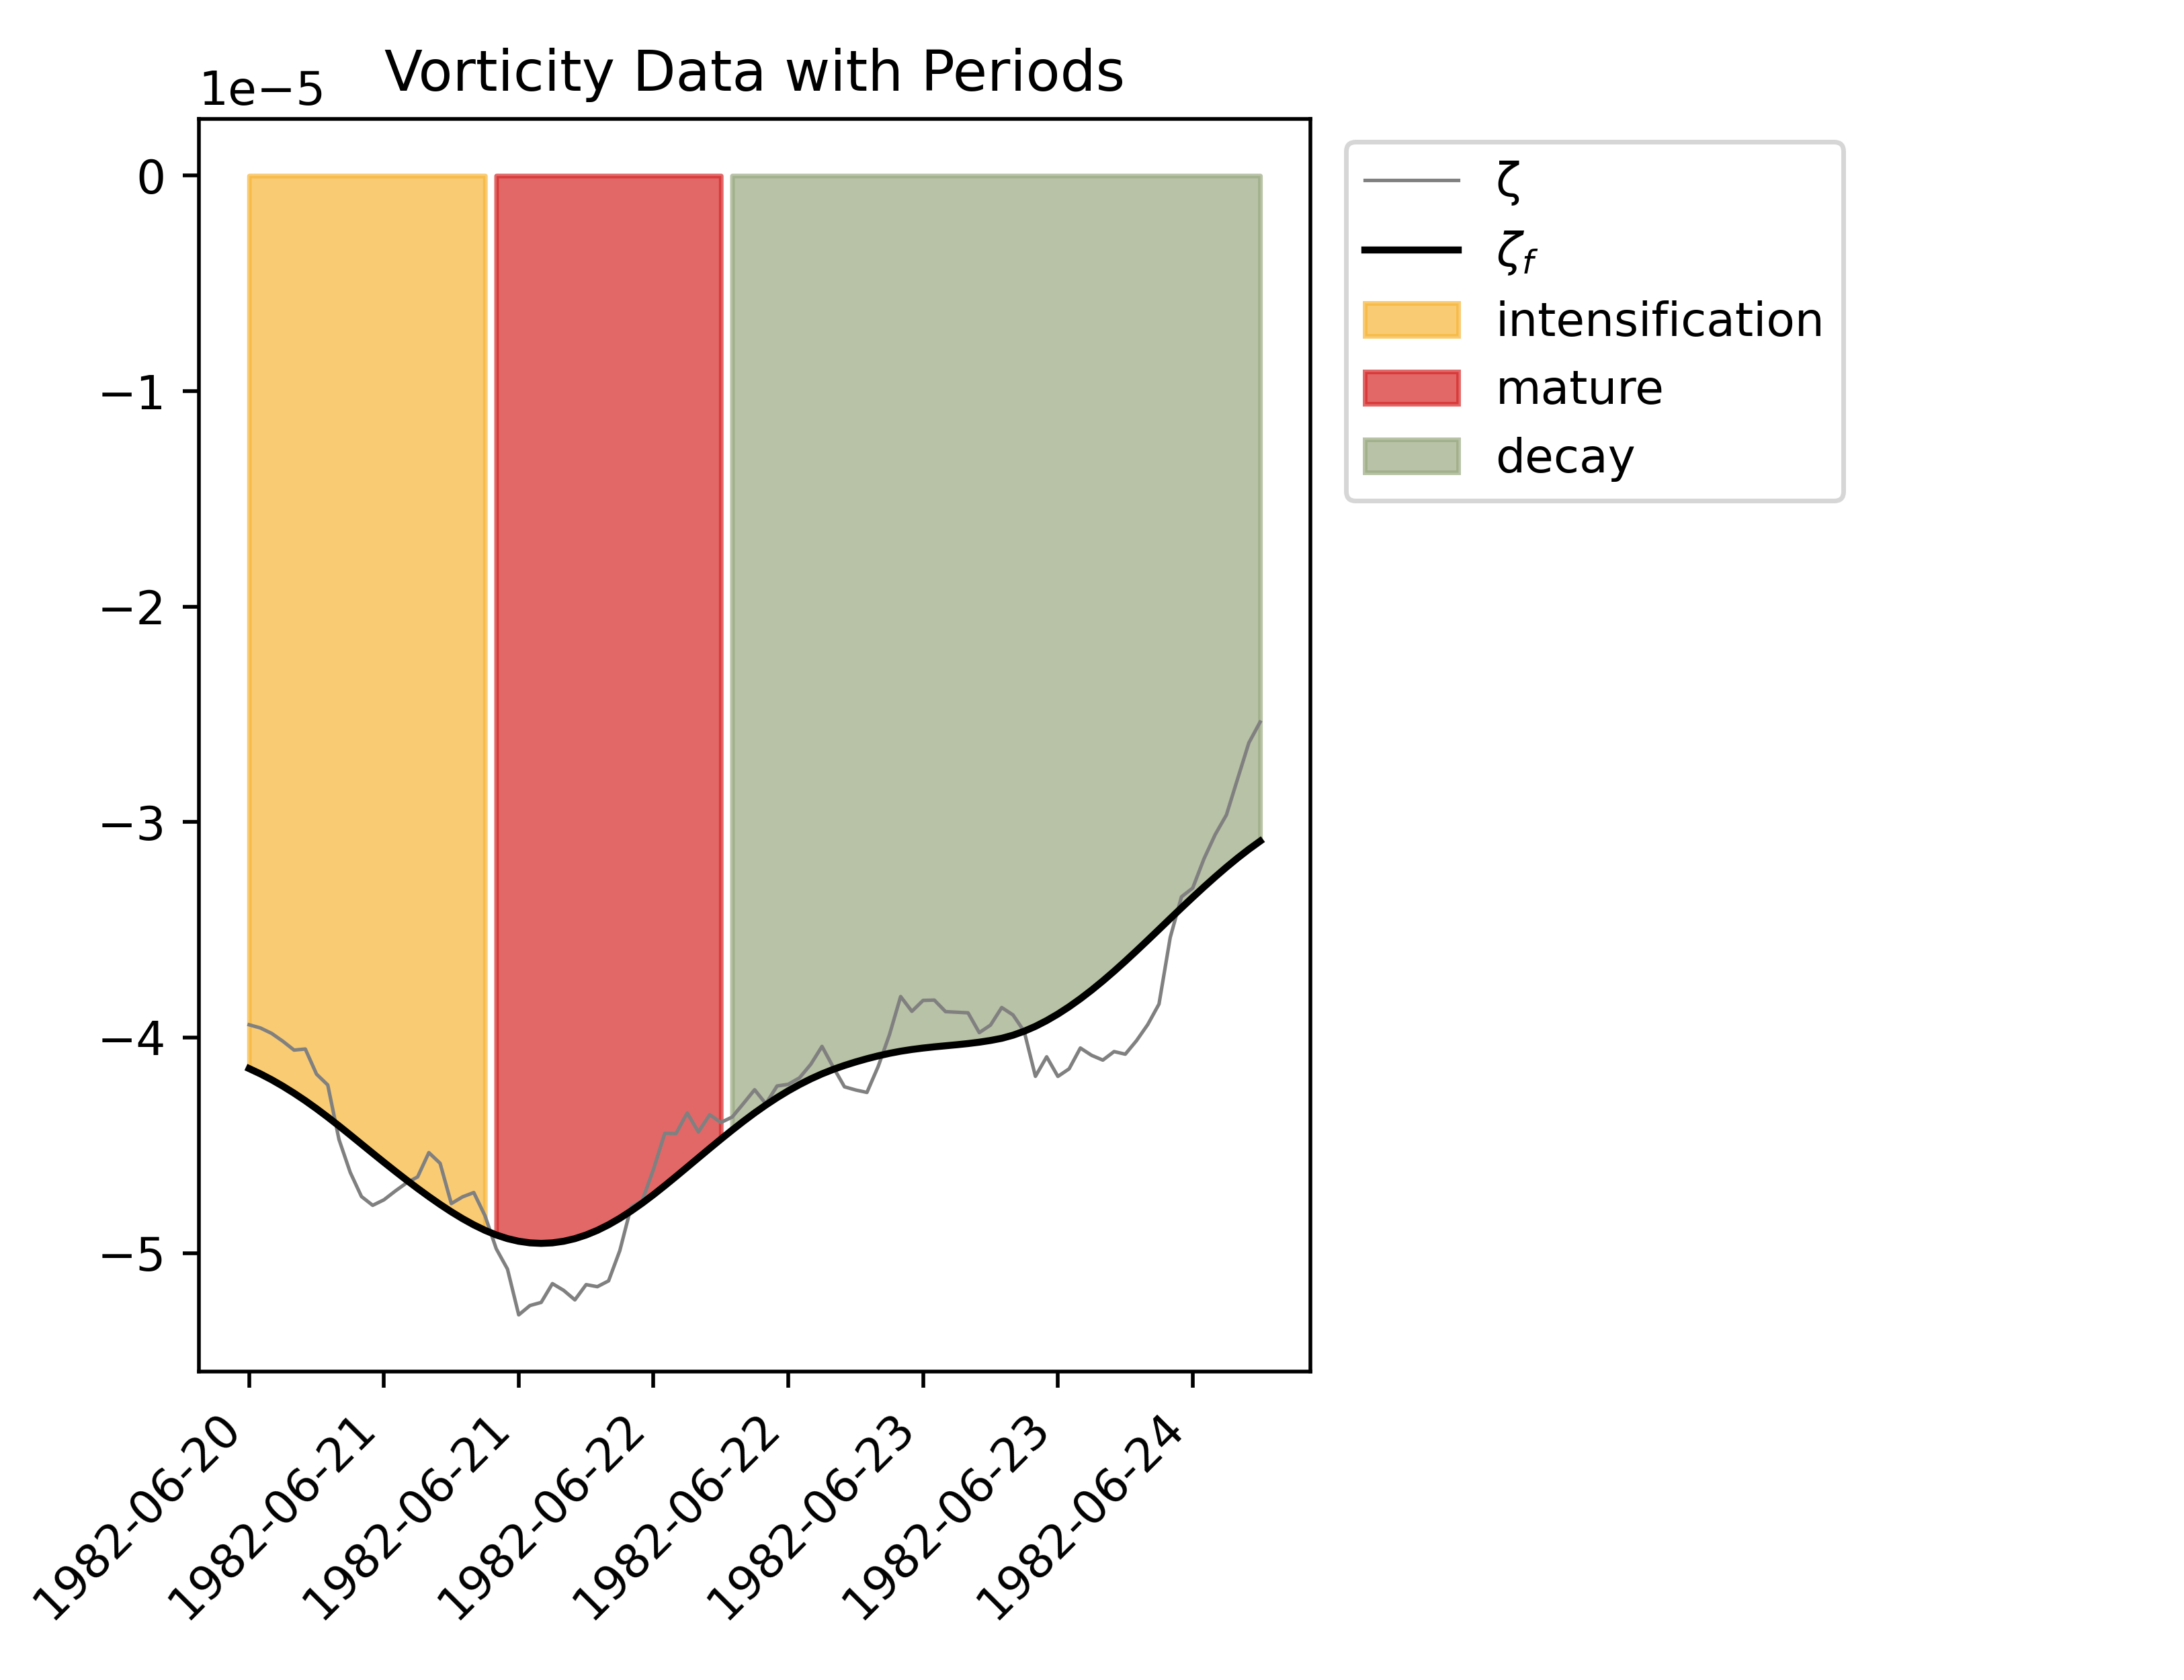 Vorticity Data with Periods
1e−5
0
−1
−2
−3
−4
−5
1982-06-20
1982-06-21
1982-06-21
1982-06-22
1982-06-22
1982-06-23
1982-06-23
1982-06-24
ζ
ζf
intensification
mature
decay